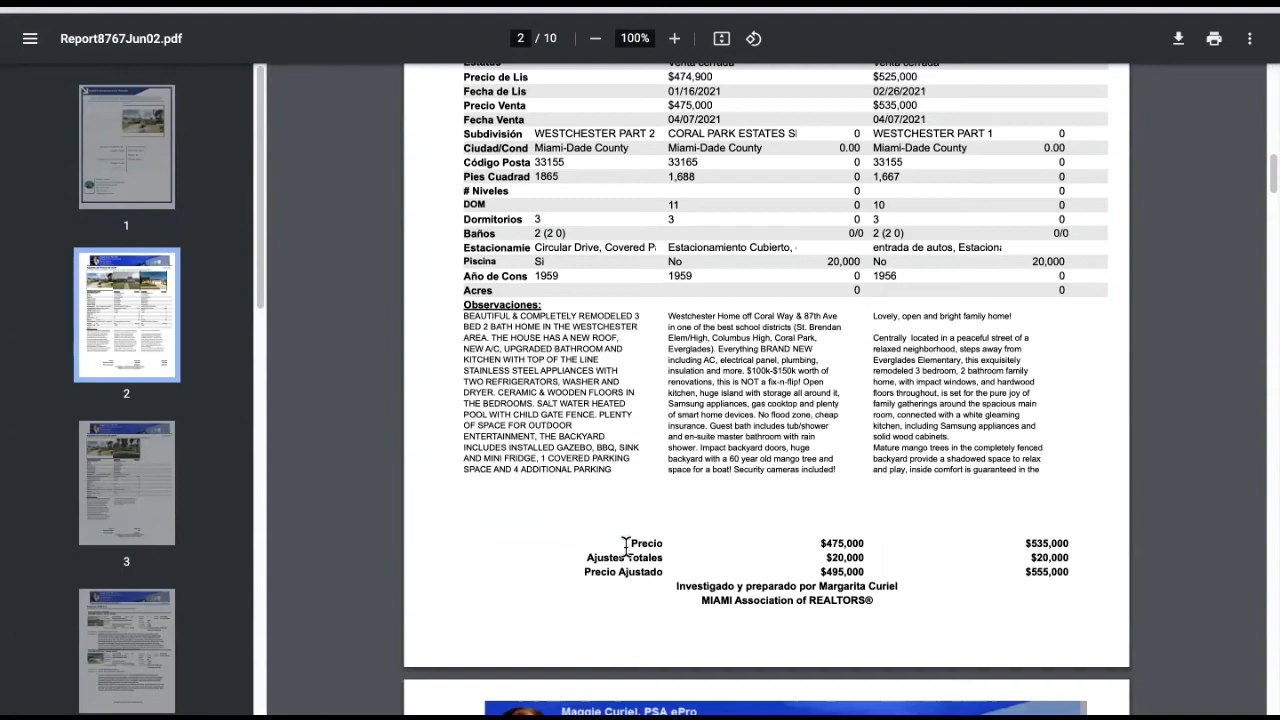 Report8767Jun02.pdf
2 / 10
100%
1
2
3
Estatus Venta cerrada Venta cerrada
Precio de Lis $474,900 $525,000
Fecha de Lis 01/16/2021 02/26/2021
Precio Venta $475,000 $535,000
Fecha Venta 04/07/2021 04/07/2021
Subdivisión WESTCHESTER PART 2 CORAL PARK ESTATES S 0 WESTCHESTER PART 1 0
Ciudad/Cond Miami-Dade County Miami-Dade County 0.00 Miami-Dade County 0.00
Código Posta 33155 33165 0 33155 0
Pies Cuadrad 1865 1,688 0 1,667 0
# Niveles 0 0
DOM 11 0 10 0
Dormitorios 3 3 0 3 0
Baños 2 (2 0) 0/0 2 (2 0) 0/0
Estacionamie Circular Drive, Covered Pa Estacionamiento Cubierto, entrada de autos, Estaciona
Piscina Si No 20,000 No 20,000
Año de Cons 1959 1959 0 1956 0
Acres 0 0
Observaciones:
BEAUTIFUL & COMPLETELY REMODELED 3
BED 2 BATH HOME IN THE WESTCHESTER
AREA. THE HOUSE HAS A NEW ROOF,
NEW A/C, UPGRADED BATHROOM AND
KITCHEN WITH TOP OF THE LINE
STAINLESS STEEL APPLIANCES WITH
TWO REFRIGERATORS, WASHER AND
DRYER. CERAMIC & WOODEN FLOORS IN
THE BEDROOMS. SALT WATER HEATED
POOL WITH CHILD GATE FENCE. PLENTY
OF SPACE FOR OUTDOOR
ENTERTAINMENT, THE BACKYARD
INCLUDES INSTALLED GAZEBO, BBQ, SINK
AND MINI FRIDGE, 1 COVERED PARKING
SPACE AND 4 ADDITIONAL PARKING
Westchester Home off Coral Way & 87th Ave
in one of the best school districts (St. Brendan
Elem/High, Columbus High, Coral Park,
Everglades). Everything BRAND NEW
including AC, electrical panel, plumbing,
insulation and more. $100k-$150k worth of
renovations, this is NOT a fix-n-flip! Open
kitchen, huge island with storage all around it,
Samsung appliances, gas cooktop and plenty
of smart home devices. No flood zone, cheap
insurance. Guest bath includes tub/shower
and en-suite master bathroom with rain
shower. Impact backyard doors, huge
backyard with a 60 year old mango tree and
space for a boat! Security cameras included!
Lovely, open and bright family home!
Centrally located in a peaceful street of a
relaxed neighborhood, steps away from
Everglades Elementary, this exquisitely
remodeled 3 bedroom, 2 bathroom family
home, with impact windows, and hardwood
floors throughout, is set for the pure joy of
family gatherings around the spacious main
room, connected with a white gleaming
kitchen, including Samsung appliances and
solid wood cabinets.
Mature mango trees in the completely fenced
backyard provide a shadowed space to relax
and play, inside comfort is guaranteed in the
Precio $475,000 $535,000
Ajustes Totales $20,000 $20,000
Precio Ajustado $495,000 $555,000
Investigado y preparado por Margarita Curiel
MIAMI Association of REALTORS®
Maggie Curiel, PSA ePro